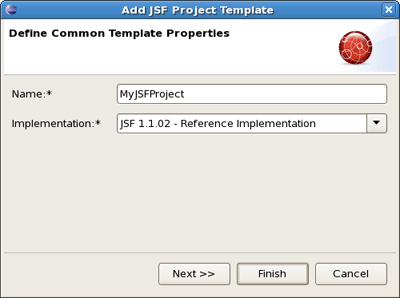 Add JSF Project Template
Define Common Template Properties
Name:* MyJSFProject
Implementation:* JSF 1.1.02 - Reference Implementation
Next >> Finish Cancel